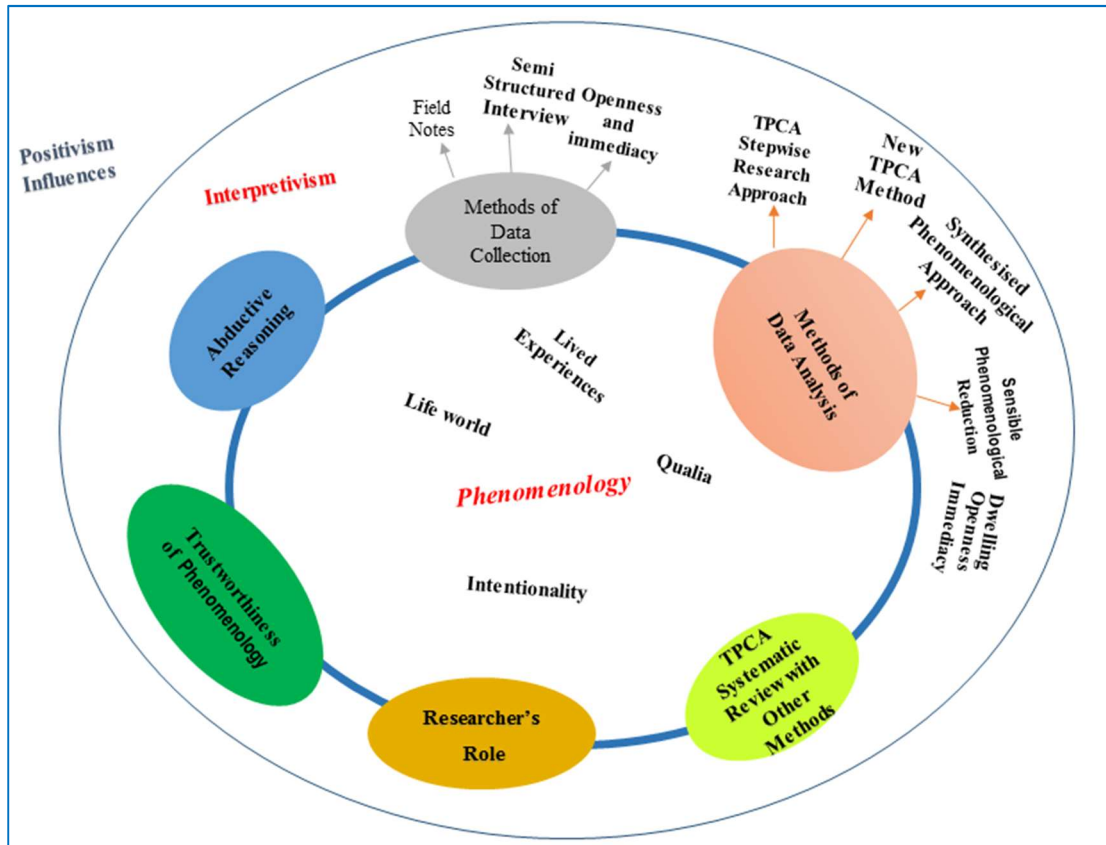 Positivism
Influences
Interpretivism
Field
Notes
Semi
Structured
Interview
Openness
and
immediacy
TPCA
Stepwise
Research
Approach
New
TPCA
Method
Synthesised
Phenomenological
Approach
Sensible
Phenomenological
Reduction
Dwelling
Openness
Immediacy
Methods of
Data
Collection
Methods of
Data Analysis
Abductive
Reasoning
Lived
Experiences
Life world
Qualia
Phenomenology
Intentionality
Trustworthiness
of Phenomenology
Researcher's
Role
TPCA
Systematic
Review with
Other
Methods